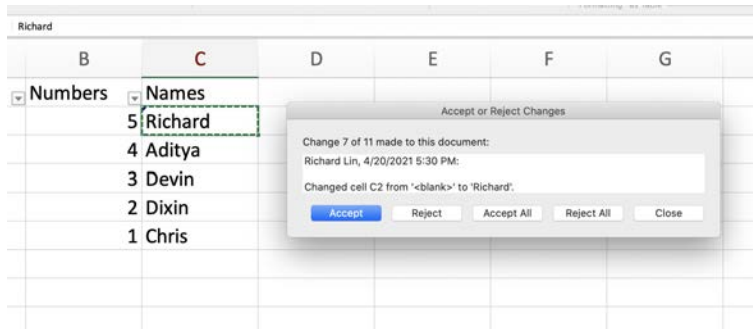 Richard
B C D E F G
Numbers Names
5 Richard
4 Aditya
3 Devin
2 Dixin
1 Chris
Accept or Reject Changes
Change 7 of 11 made to this document:
Richard Lin, 4/20/2021 5:30 PM:
Changed cell C2 from '<blank>' to 'Richard'.
Accept Reject Accept All Reject All Close